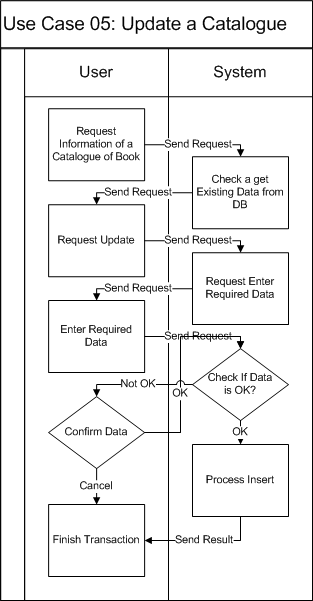 Use Case 05: Update a Catalogue
User
System
Request
Information of a
Catalogue of Book
Send Request
Check a get
Existing Data from
DB
Send Request
Request Update
Send Request
Request Enter
Required Data
Send Request
Enter Required
Data
Send Request
Check If Data
is OK?
Not OK
OK
Confirm Data
OK
Cancel
Process Insert
Finish Transaction
Send Result